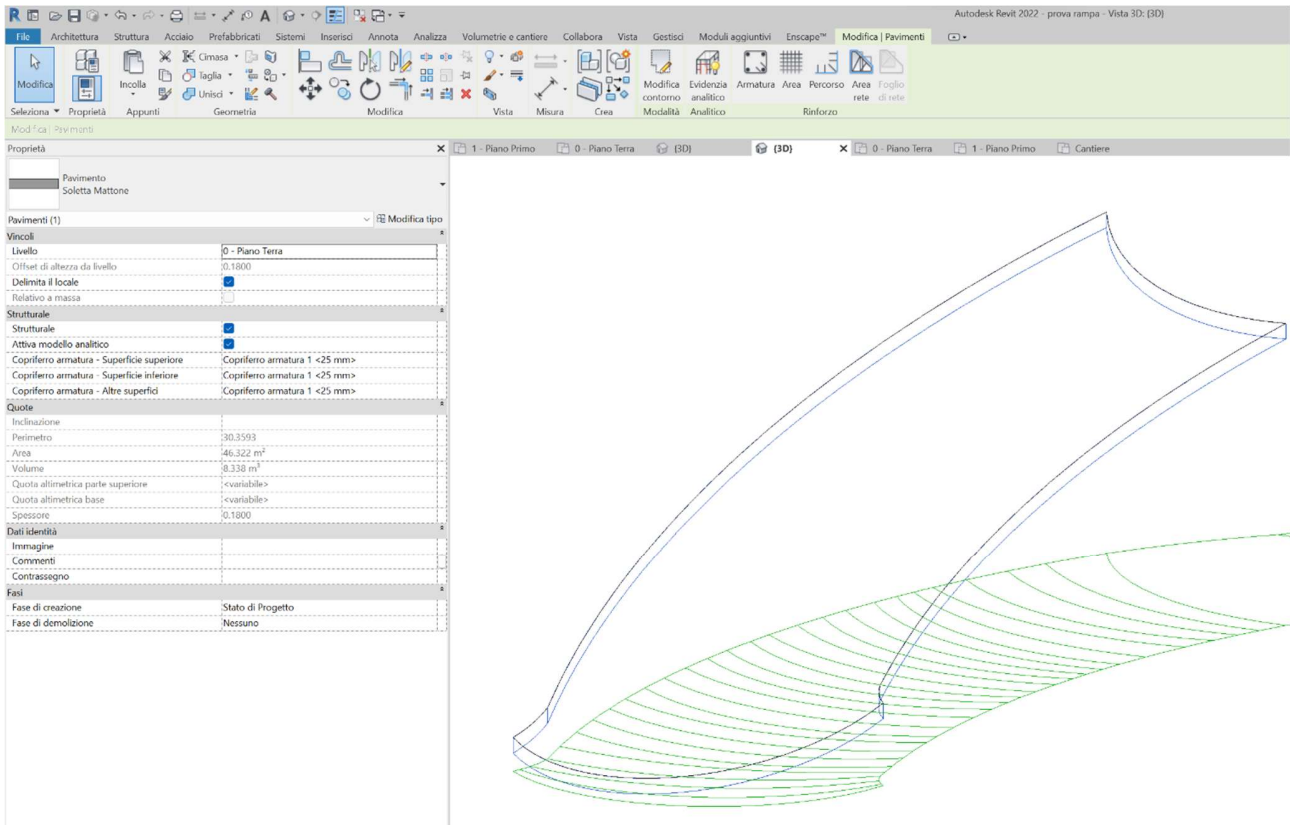 Autodesk Revit 2022 - prova rampa - Vista 3D: {3D}
File Architettura Struttura Acciaio Prefabbricati Sistemi Inserisci Annota Analizza Volumetrie e cantiere Collabora Vista Gestisci Moduli aggiuntivi Enscape™ Modifica | Pavimenti
Modifica
Incolla
Cimasa
Taglia
Unisci
Modifica contorno
Evidenzia analitico
Armatura
Area
Percorso
Area rete
Foglio di rete
Seleziona Proprietà Appunti Geometria Modifica Vista Misura Crea Modalità Analitico Rinforzo
Modifica | Pavimenti
Proprietà
1 - Piano Primo 0 - Piano Terra {3D} {3D} 0 - Piano Terra 1 - Piano Primo Cantiere
Pavimento
Soletta Mattone
Pavimenti (1) Modifica tipo
Vincoli
Livello 0 - Piano Terra
Offset di altezza da livello 0.1800
Delimita il locale
Relativo a massa
Strutturale
Strutturale
Attiva modello analitico
Copriferro armatura - Superficie superiore Copriferro armatura 1 <25 mm>
Copriferro armatura - Superficie inferiore Copriferro armatura 1 <25 mm>
Copriferro armatura - Altre superfici Copriferro armatura 1 <25 mm>
Quote
Inclinazione
Perimetro 30.3593
Area 46.322 m²
Volume 8.338 m³
Quota altimetrica parte superiore <variabile>
Quota altimetrica base <variabile>
Spessore 0.1800
Dati identità
Immagine
Commenti
Contrassegno
Fasi
Fase di creazione Stato di Progetto
Fase di demolizione Nessuno